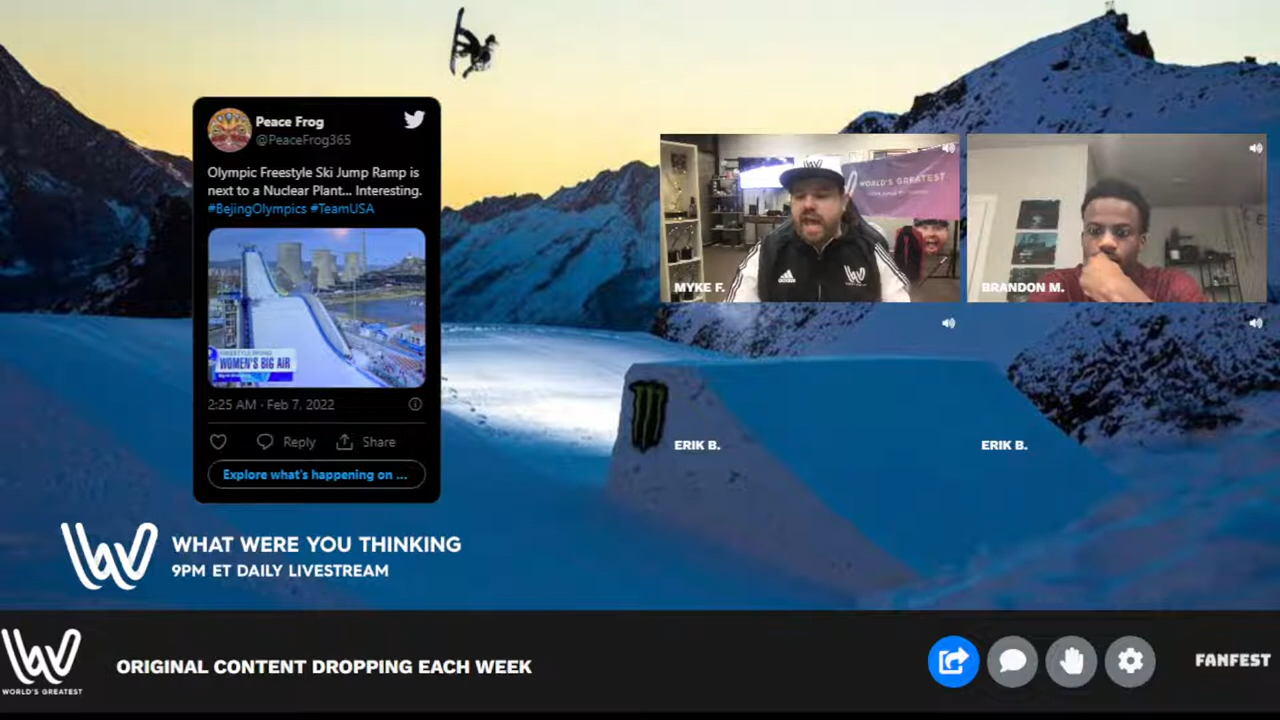 Peace Frog
@PeaceFrog365
Olympic Freestyle Ski Jump Ramp is
next to a Nuclear Plant... Interesting.
#BejingOlympics #TeamUSA
FREESTYLE SKIING
WOMEN'S BIG AIR
2:25 AM · Feb 7, 2022
Reply
Share
Explore what's happening on ...
WORLD'S GREATEST
MYKE F.
BRANDON M.
ERIK B.
ERIK B.
WHAT WERE YOU THINKING
9PM ET DAILY LIVESTREAM
WORLD'S GREATEST
ORIGINAL CONTENT DROPPING EACH WEEK
FANFEST